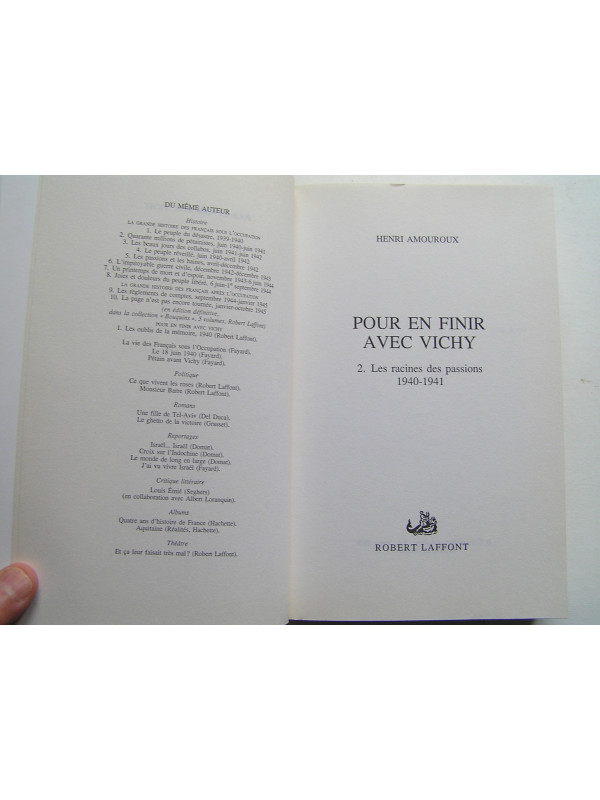 DU MÊME AUTEUR
Histoire
LA GRANDE HISTOIRE DES FRANÇAIS SOUS L'OCCUPATION
1. Le peuple du désastre, 1939-1940
2. Quarante millions de pétainistes, juin 1940-juin 1941
3. Les beaux jours des collabos, juin 1941-juin 1942
4. Le peuple réveillé, juin 1940-avril 1942
5. Les passions et les haines, avril-décembre 1942
6. L'impitoyable guerre civile, décembre 1942-décembre 1943
7. Un printemps de mort et d'espoir, novembre 1943-6 juin 1944
8. Joies et douleurs du peuple libéré, 6 juin-1er septembre 1944
LA GRANDE HISTOIRE DES FRANÇAIS APRÈS L'OCCUPATION
9. Les règlements de comptes, septembre 1944-janvier 1945
10. La page n'est pas encore tournée, janvier-octobre 1945
(en édition définitive,
dans la collection « Bouquins », 5 volumes, Robert Laffont)
POUR EN FINIR AVEC VICHY
1. Les oublis de la mémoire, 1940 (Robert Laffont)
La vie des Français sous l'Occupation (Fayard).
Le 18 juin 1940 (Fayard).
Pétain avant Vichy (Fayard).
Politique
Ce que vivent les roses (Robert Laffont).
Monsieur Barre (Robert Laffont).
Romans
Une fille de Tel-Aviv (Del Duca).
Le ghetto de la victoire (Grasset).
Reportages
Israël... Israël (Domat).
Croix sur l'Indochine (Domat).
Le monde de long en large (Domat).
J'ai vu vivre Israël (Fayard).
Critique littéraire
Louis Émié (Seghers)
(en collaboration avec Albert Loranquin).
Albums
Quatre ans d'histoire de France (Hachette).
Aquitaine (Réalités, Hachette).
Théâtre
Et ça leur faisait très mal ? (Robert Laffont).
HENRI AMOUROUX
POUR EN FINIR
AVEC VICHY
2. Les racines des passions
1940-1941
ROBERT LAFFONT